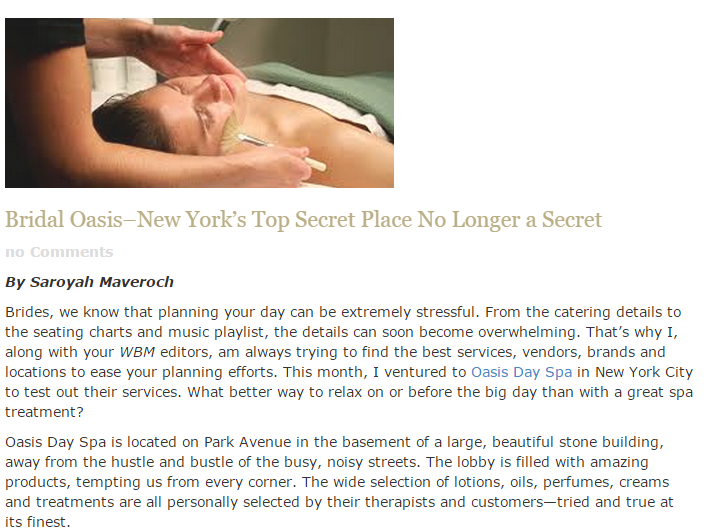 Bridal Oasis–New York’s Top Secret Place No Longer a Secret
no Comments
By Saroyah Maveroch
Brides, we know that planning your day can be extremely stressful. From the catering details to
the seating charts and music playlist, the details can soon become overwhelming. That’s why I,
along with your WBM editors, am always trying to find the best services, vendors, brands and
locations to ease your planning efforts. This month, I ventured to Oasis Day Spa in New York City
to test out their services. What better way to relax on or before the big day than with a great spa
treatment?
Oasis Day Spa is located on Park Avenue in the basement of a large, beautiful stone building,
away from the hustle and bustle of the busy, noisy streets. The lobby is filled with amazing
products, tempting us from every corner. The wide selection of lotions, oils, perfumes, creams
and treatments are all personally selected by their therapists and customers—tried and true at
its finest.